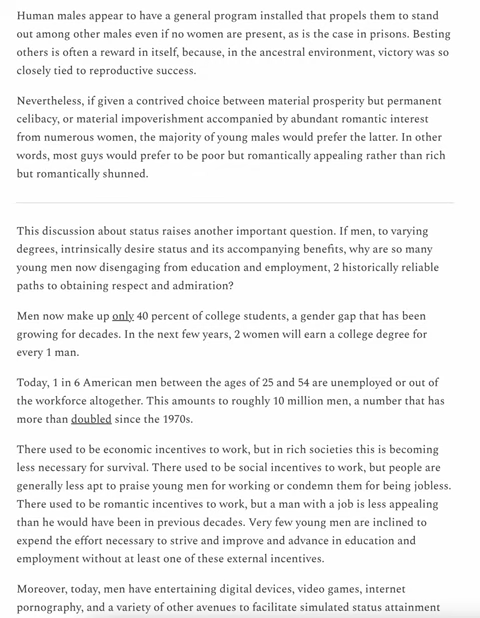 Human males appear to have a general program installed that propels them to stand
out among other males even if no women are present, as is the case in prisons. Besting
others is often a reward in itself, because, in the ancestral environment, victory was so
closely tied to reproductive success.
Nevertheless, if given a contrived choice between material prosperity but permanent
celibacy, or material impoverishment accompanied by abundant romantic interest
from numerous women, the majority of young males would prefer the latter. In other
words, most guys would prefer to be poor but romantically appealing rather than rich
but romantically shunned.
This discussion about status raises another important question. If men, to varying
degrees, intrinsically desire status and its accompanying benefits, why are so many
young men now disengaging from education and employment, 2 historically reliable
paths to obtaining respect and admiration?
Men now make up only 40 percent of college students, a gender gap that has been
growing for decades. In the next few years, 2 women will earn a college degree for
every 1 man.
Today, 1 in 6 American men between the ages of 25 and 54 are unemployed or out of
the workforce altogether. This amounts to roughly 10 million men, a number that has
more than doubled since the 1970s.
There used to be economic incentives to work, but in rich societies this is becoming
less necessary for survival. There used to be social incentives to work, but people are
generally less apt to praise young men for working or condemn them for being jobless.
There used to be romantic incentives to work, but a man with a job is less appealing
than he would have been in previous decades. Very few young men are inclined to
expend the effort necessary to strive and improve and advance in education and
employment without at least one of these external incentives.
Moreover, today, men have entertaining digital devices, video games, internet
pornography, and a variety of other avenues to facilitate simulated status attainment